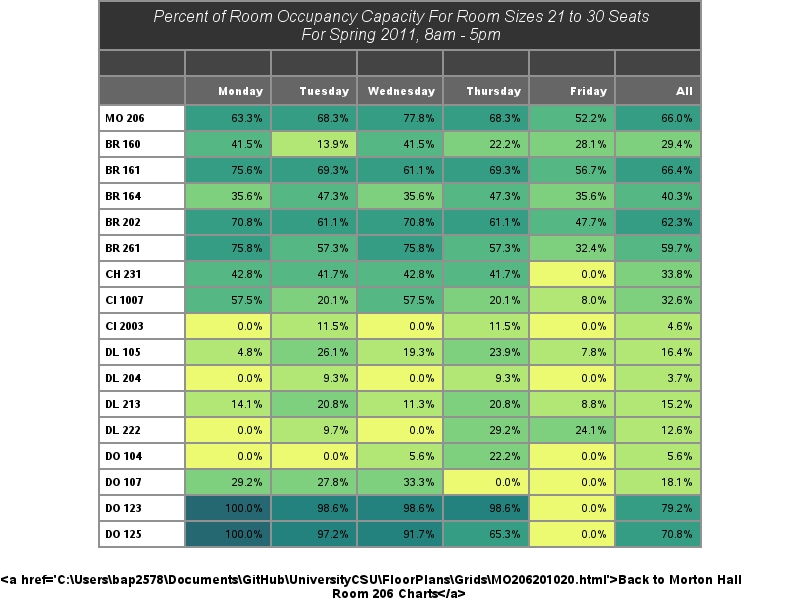 Percent of Room Occupancy Capacity For Room Sizes 21 to 30 Seats
For Spring 2011, 8am - 5pm
Monday Tuesday Wednesday Thursday Friday All
MO 206 63.3% 68.3% 77.8% 68.3% 52.2% 66.0%
BR 160 41.5% 13.9% 41.5% 22.2% 28.1% 29.4%
BR 161 75.6% 69.3% 61.1% 69.3% 56.7% 66.4%
BR 164 35.6% 47.3% 35.6% 47.3% 35.6% 40.3%
BR 202 70.8% 61.1% 70.8% 61.1% 47.7% 62.3%
BR 261 75.8% 57.3% 75.8% 57.3% 32.4% 59.7%
CH 231 42.8% 41.7% 42.8% 41.7% 0.0% 33.8%
CI 1007 57.5% 20.1% 57.5% 20.1% 8.0% 32.6%
CI 2003 0.0% 11.5% 0.0% 11.5% 0.0% 4.6%
DL 105 4.8% 26.1% 19.3% 23.9% 7.8% 16.4%
DL 204 0.0% 9.3% 0.0% 9.3% 0.0% 3.7%
DL 213 14.1% 20.8% 11.3% 20.8% 8.8% 15.2%
DL 222 0.0% 9.7% 0.0% 29.2% 24.1% 12.6%
DO 104 0.0% 0.0% 5.6% 22.2% 0.0% 5.6%
DO 107 29.2% 27.8% 33.3% 0.0% 0.0% 18.1%
DO 123 100.0% 98.6% 98.6% 98.6% 0.0% 79.2%
DO 125 100.0% 97.2% 91.7% 65.3% 0.0% 70.8%
<a href='C:\Users\bap2578\Documents\GitHub\UniversityCSU\FloorPlans\Grids\MO206201020.html'>Back to Morton Hall
Room 206 Charts</a>